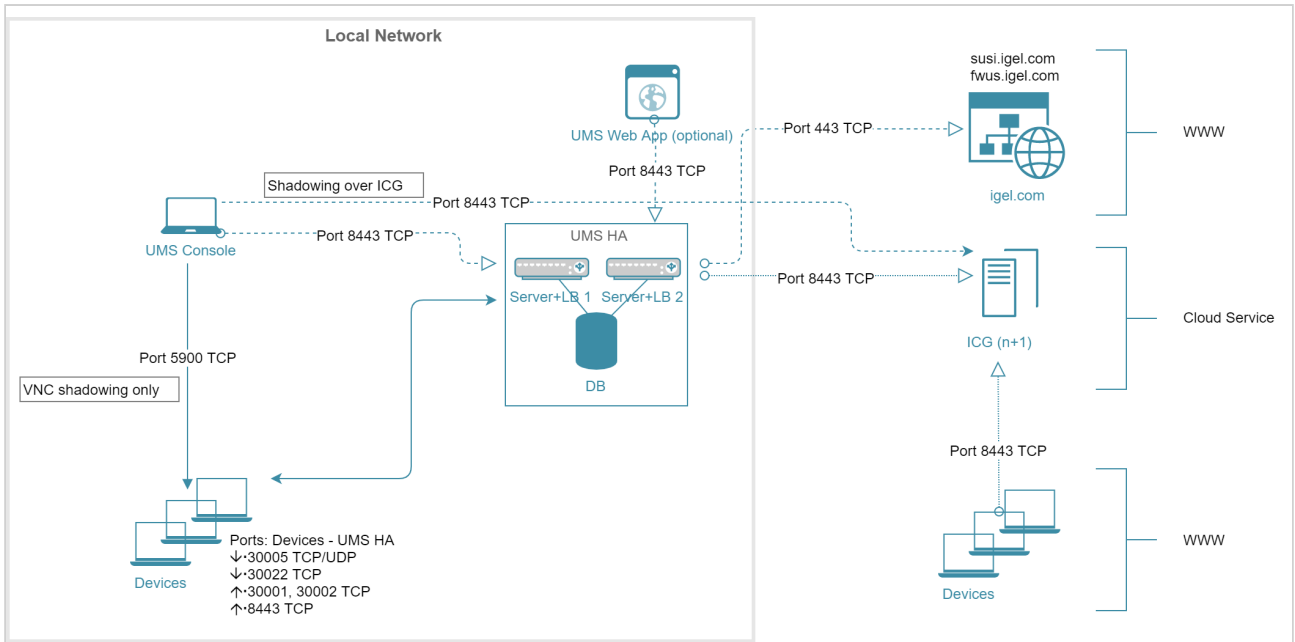 Local Network
susi.igel.com
fwus.igel.com
UMS Web App (optional)
Port 443 TCP
WWW
Port 8443 TCP
Shadowing over ICG
igel.com
Port 8443 TCP
UMS Console
Port 8443 TCP
UMS HA
Port 8443 TCP
Server+LB 1
Server+LB 2
Cloud Service
ICG (n+1)
Port 5900 TCP
DB
VNC shadowing only
Port 8443 TCP
Ports: Devices - UMS HA
↓·30005 TCP/UDP
↓·30022 TCP
↑·30001, 30002 TCP
↑·8443 TCP
Devices
WWW
Devices